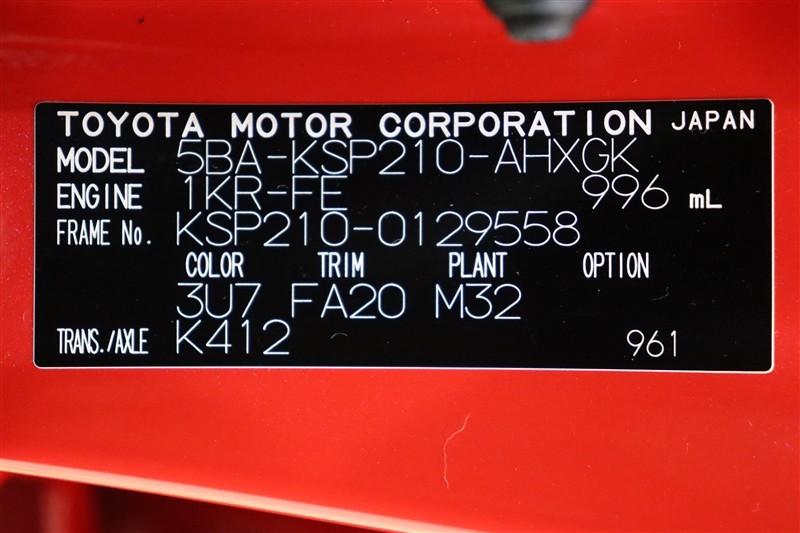 TOYOTA MOTOR CORPORATION JAPAN
MODEL 5BA-KSP210-AHXGK
ENGINE 1KR-FE 996 mL
FRAME No. KSP210-0129558
COLOR TRIM PLANT OPTION
3U7 FA20 M32
TRANS./AXLE K412 961